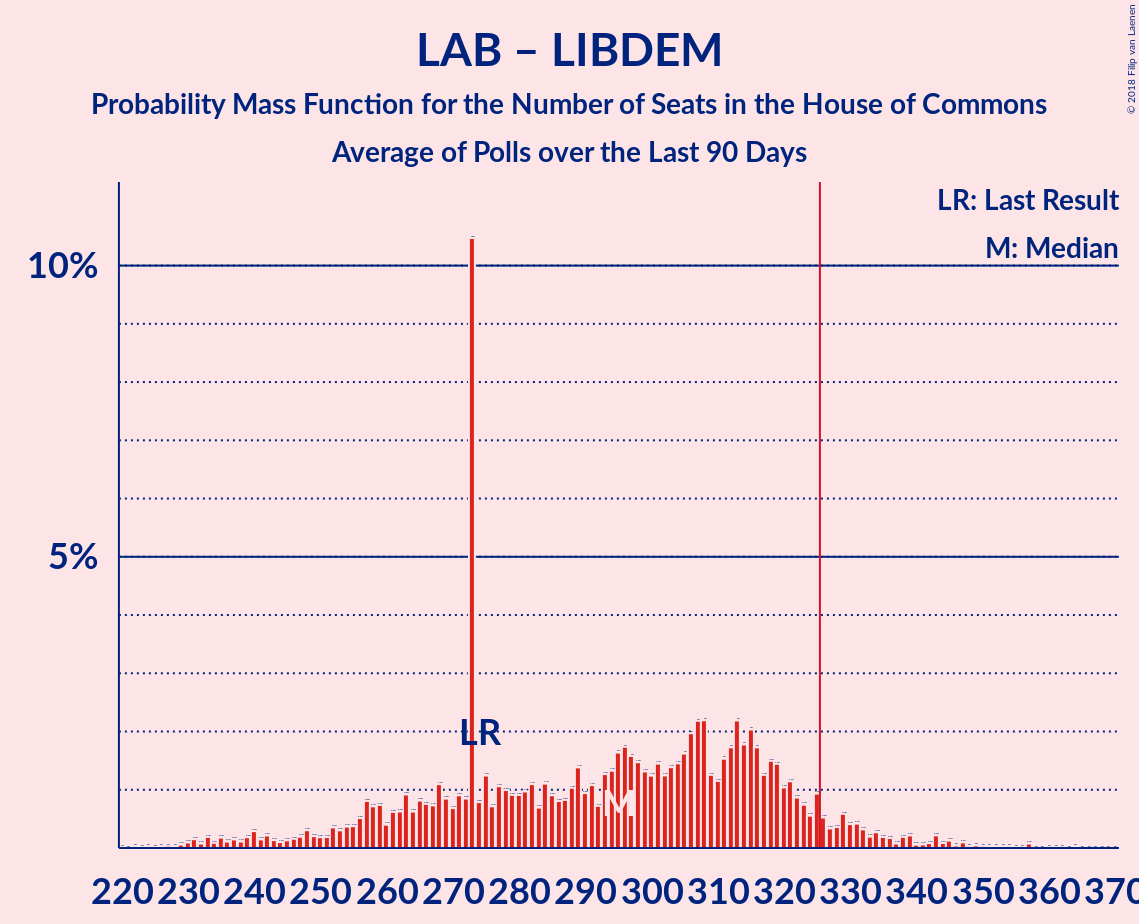 © 2018 Filip van Laenen
LAB – LIBDEM
Probability Mass Function for the Number of Seats in the House of Commons
Average of Polls over the Last 90 Days
LR: Last Result
M: Median
10%
5%
LR
M
220 230 240 250 260 270 280 290 300 310 320 330 340 350 360 370